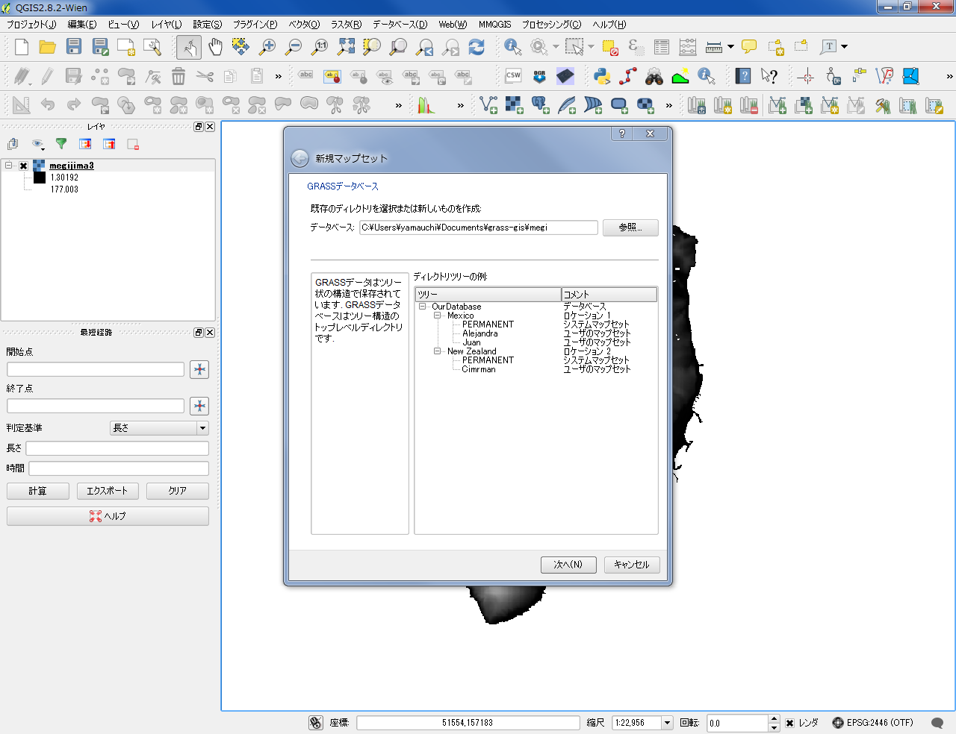 QGIS2.8.2-Wien
プロジェクト(J) 編集(E) ビュー(V) レイヤ(L) 設定(S) プラグイン(P) ベクタ(O) ラスタ(R) データベース(D) Web(W) MMQGIS プロセッシング(C) ヘルプ(H)
レイヤ
megijima3
1.30192
177.003
最短経路
開始点
終了点
判定基準 長さ
長さ
時間
計算 エクスポート クリア
ヘルプ
新規マップセット
GRASSデータベース
既存のディレクトリを選択または新しいものを作成:
データベース: C:¥Users¥yamauchi¥Documents¥grass-gis¥megi 参照...
GRASSデータはツリー
状の構造で保存されて
います. GRASSデータ
ベースはツリー構造の
トップレベルディレクトリ
です.
ディレクトリツリーの例:
ツリー コメント
OurDatabase データベース
Mexico ロケーション 1
PERMANENT システムマップセット
Alejandra ユーザのマップセット
Juan ユーザのマップセット
New Zealand ロケーション 2
PERMANENT システムマップセット
Cimrman ユーザのマップセット
次へ(N) キャンセル
座標: 51554,157183 縮尺 1:22,956 回転: 0.0 レンダ EPSG:2446 (OTF)